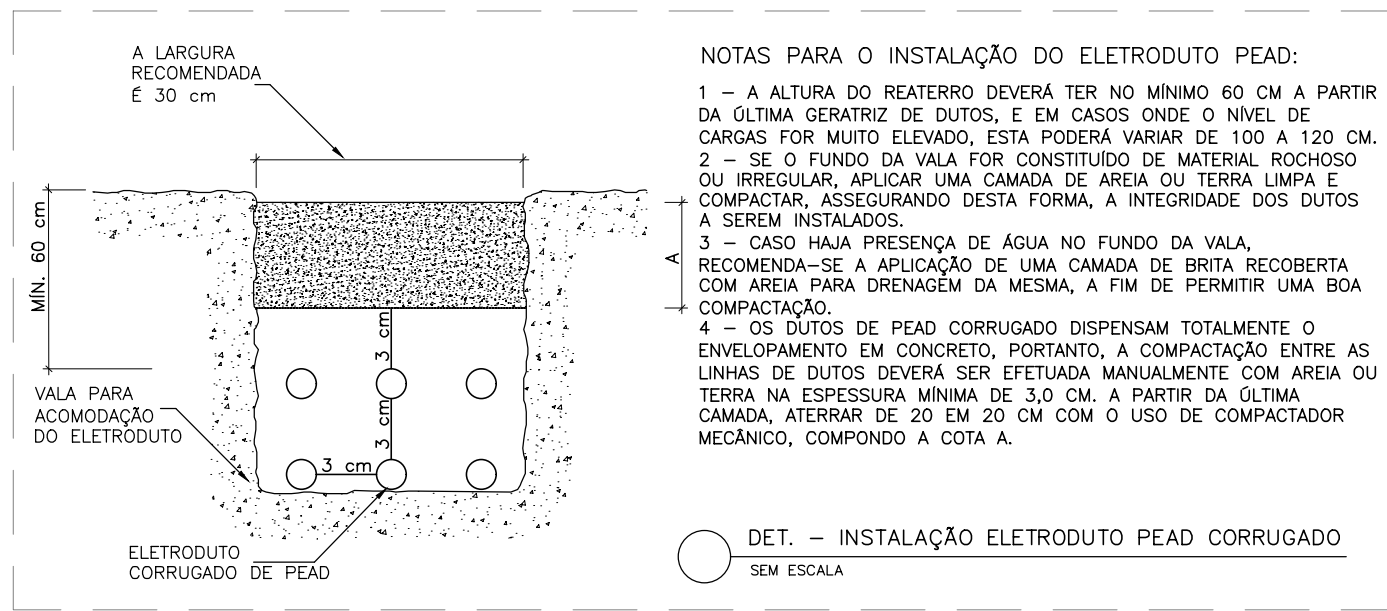 A LARGURA
RECOMENDADA
É 30 cm
MÍN. 60 cm
A
3 cm
3 cm
3 cm
VALA PARA
ACOMODAÇÃO
DO ELETRODUTO
ELETRODUTO
CORRUGADO DE PEAD
NOTAS PARA O INSTALAÇÃO DO ELETRODUTO PEAD:
1 – A ALTURA DO REATERRO DEVERÁ TER NO MÍNIMO 60 CM A PARTIR
DA ÚLTIMA GERATRIZ DE DUTOS, E EM CASOS ONDE O NÍVEL DE
CARGAS FOR MUITO ELEVADO, ESTA PODERÁ VARIAR DE 100 A 120 CM.
2 – SE O FUNDO DA VALA FOR CONSTITUÍDO DE MATERIAL ROCHOSO
OU IRREGULAR, APLICAR UMA CAMADA DE AREIA OU TERRA LIMPA E
COMPACTAR, ASSEGURANDO DESTA FORMA, A INTEGRIDADE DOS DUTOS
A SEREM INSTALADOS.
3 – CASO HAJA PRESENÇA DE ÁGUA NO FUNDO DA VALA,
RECOMENDA–SE A APLICAÇÃO DE UMA CAMADA DE BRITA RECOBERTA
COM AREIA PARA DRENAGEM DA MESMA, A FIM DE PERMITIR UMA BOA
COMPACTAÇÃO.
4 – OS DUTOS DE PEAD CORRUGADO DISPENSAM TOTALMENTE O
ENVELOPAMENTO EM CONCRETO, PORTANTO, A COMPACTAÇÃO ENTRE AS
LINHAS DE DUTOS DEVERÁ SER EFETUADA MANUALMENTE COM AREIA OU
TERRA NA ESPESSURA MÍNIMA DE 3,0 CM. A PARTIR DA ÚLTIMA
CAMADA, ATERRAR DE 20 EM 20 CM COM O USO DE COMPACTADOR
MECÂNICO, COMPONDO A COTA A.
DET. – INSTALAÇÃO ELETRODUTO PEAD CORRUGADO
SEM ESCALA